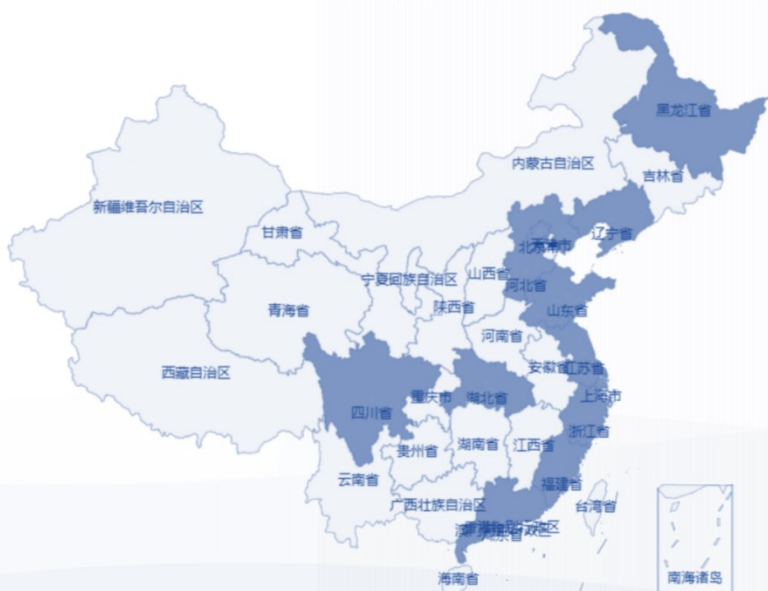 黑龙江省
内蒙古自治区
吉林省
新疆维吾尔自治区
甘肃省
辽宁省
北京市
山西省
宁夏回族自治区
河北省
陕西省
青海省
山东省
河南省
西藏自治区
安徽省
江苏省
重庆市
湖北省
上海市
四川省
浙江省
湖南省
江西省
贵州省
云南省
福建省
广西壮族自治区
台湾省
海南省
南海诸岛